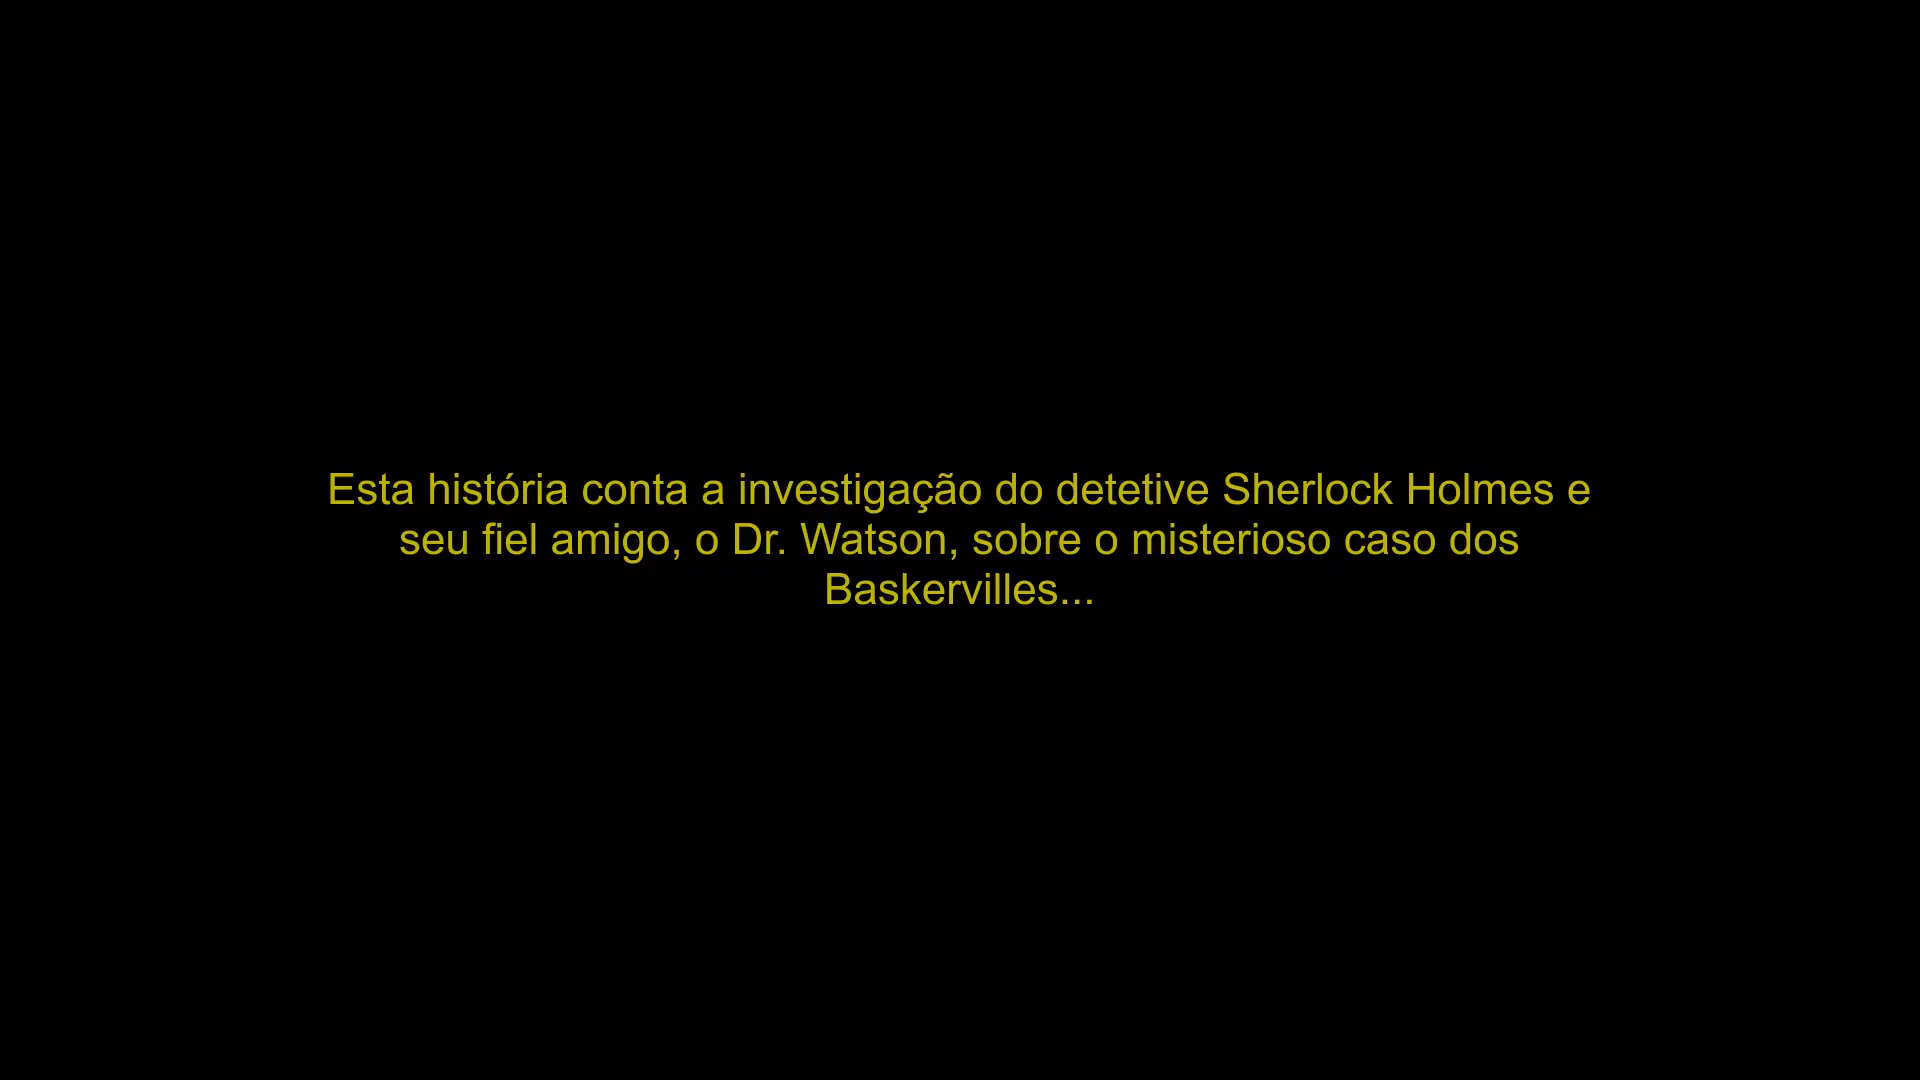 Esta história conta a investigação do detetive Sherlock Holmes e
seu fiel amigo, o Dr. Watson, sobre o misterioso caso dos
Baskervilles...